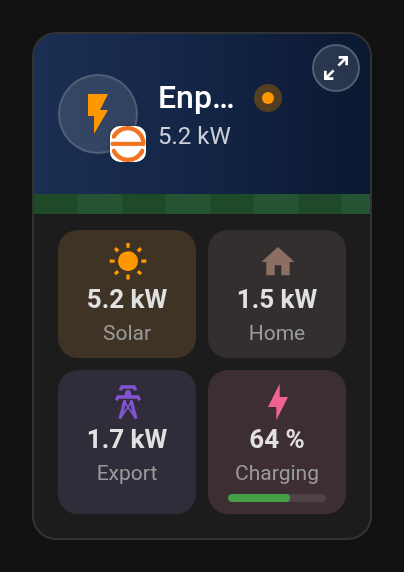 Enp...
5.2 kW
5.2 kW
Solar
1.5 kW
Home
1.7 kW
Export
64 %
Charging